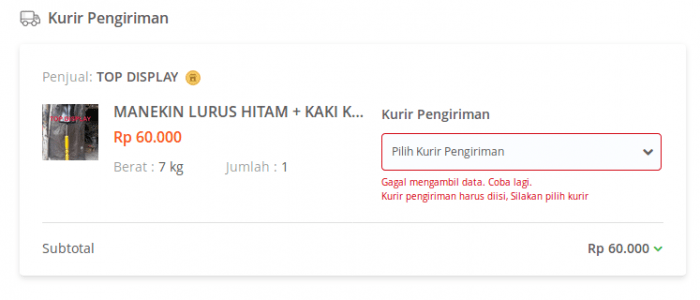 Kurir Pengiriman
Penjual: TOP DISPLAY
MANEKIN LURUS HITAM + KAKI K...
Rp 60.000
Berat : 7 kg Jumlah : 1
Kurir Pengiriman
Pilih Kurir Pengiriman
Gagal mengambil data. Coba lagi.
Kurir pengiriman harus diisi, Silakan pilih kurir
Subtotal Rp 60.000